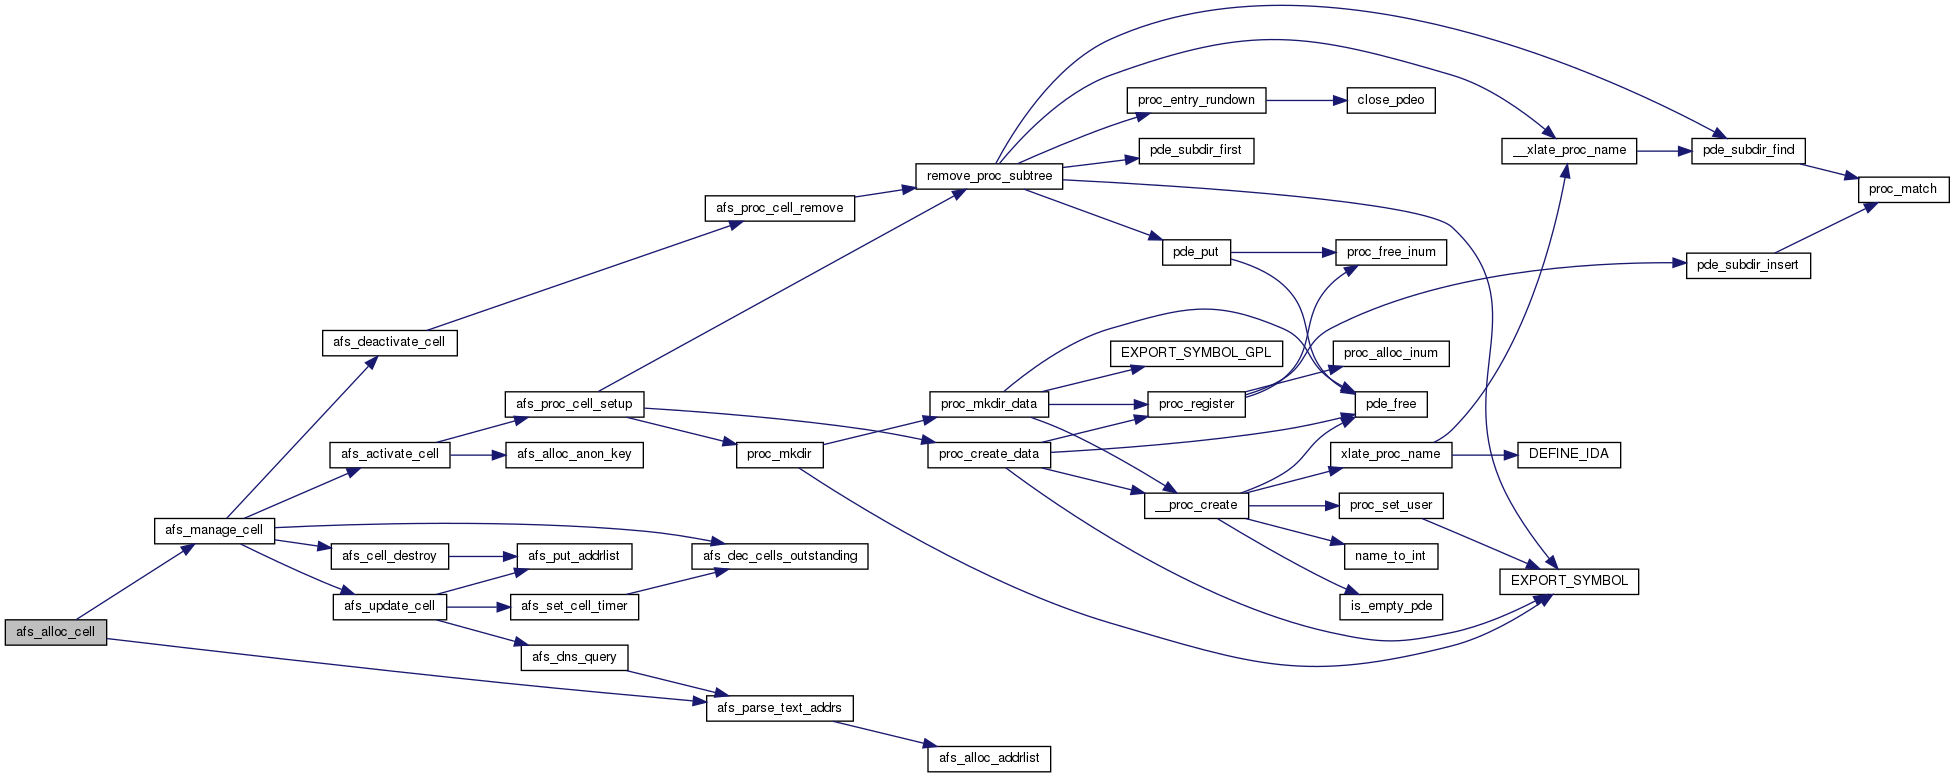 proc_entry_rundown
close_pdeo
pde_subdir_first
__xlate_proc_name
pde_subdir_find
remove_proc_subtree
proc_match
afs_proc_cell_remove
pde_put
proc_free_inum
pde_subdir_insert
afs_deactivate_cell
EXPORT_SYMBOL_GPL
proc_alloc_inum
afs_proc_cell_setup
proc_mkdir_data
proc_register
pde_free
afs_activate_cell
afs_alloc_anon_key
proc_mkdir
proc_create_data
xlate_proc_name
DEFINE_IDA
__proc_create
proc_set_user
afs_manage_cell
afs_cell_destroy
afs_put_addrlist
afs_dec_cells_outstanding
name_to_int
EXPORT_SYMBOL
afs_update_cell
afs_set_cell_timer
is_empty_pde
afs_alloc_cell
afs_dns_query
afs_parse_text_addrs
afs_alloc_addrlist